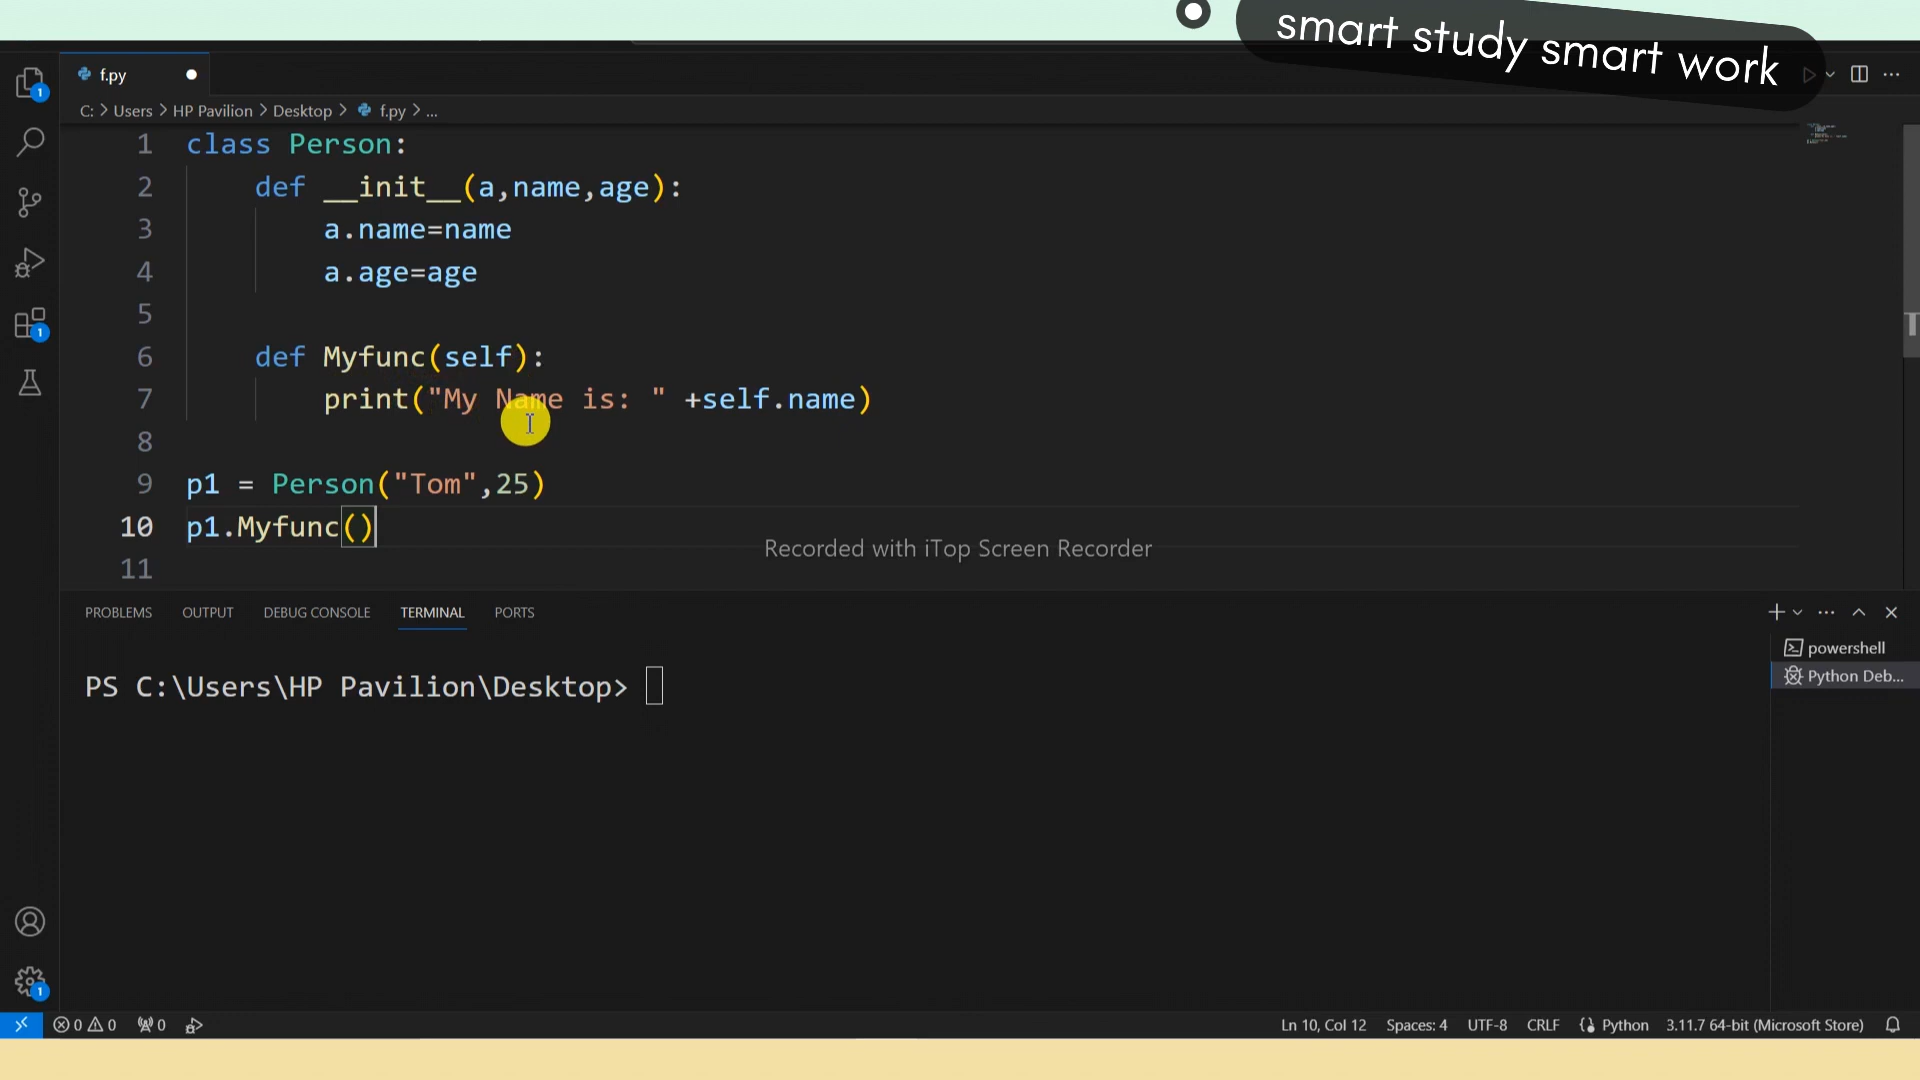 smart study smart work
f.py
C: > Users > HP Pavilion > Desktop > f.py > ...
1 class Person:
2 def __init__(a,name,age):
3 a.name=name
4 a.age=age
5
6 def Myfunc(self):
7 print("My Name is: " +self.name)
8
9 p1 = Person("Tom",25)
10 p1.Myfunc()
11
Recorded with iTop Screen Recorder
PROBLEMS OUTPUT DEBUG CONSOLE TERMINAL PORTS
powershell
Python Deb...
PS C:\Users\HP Pavilion\Desktop>
1
1
1
0 0 0 Ln 10, Col 12 Spaces: 4 UTF-8 CRLF Python 3.11.7 64-bit (Microsoft Store)